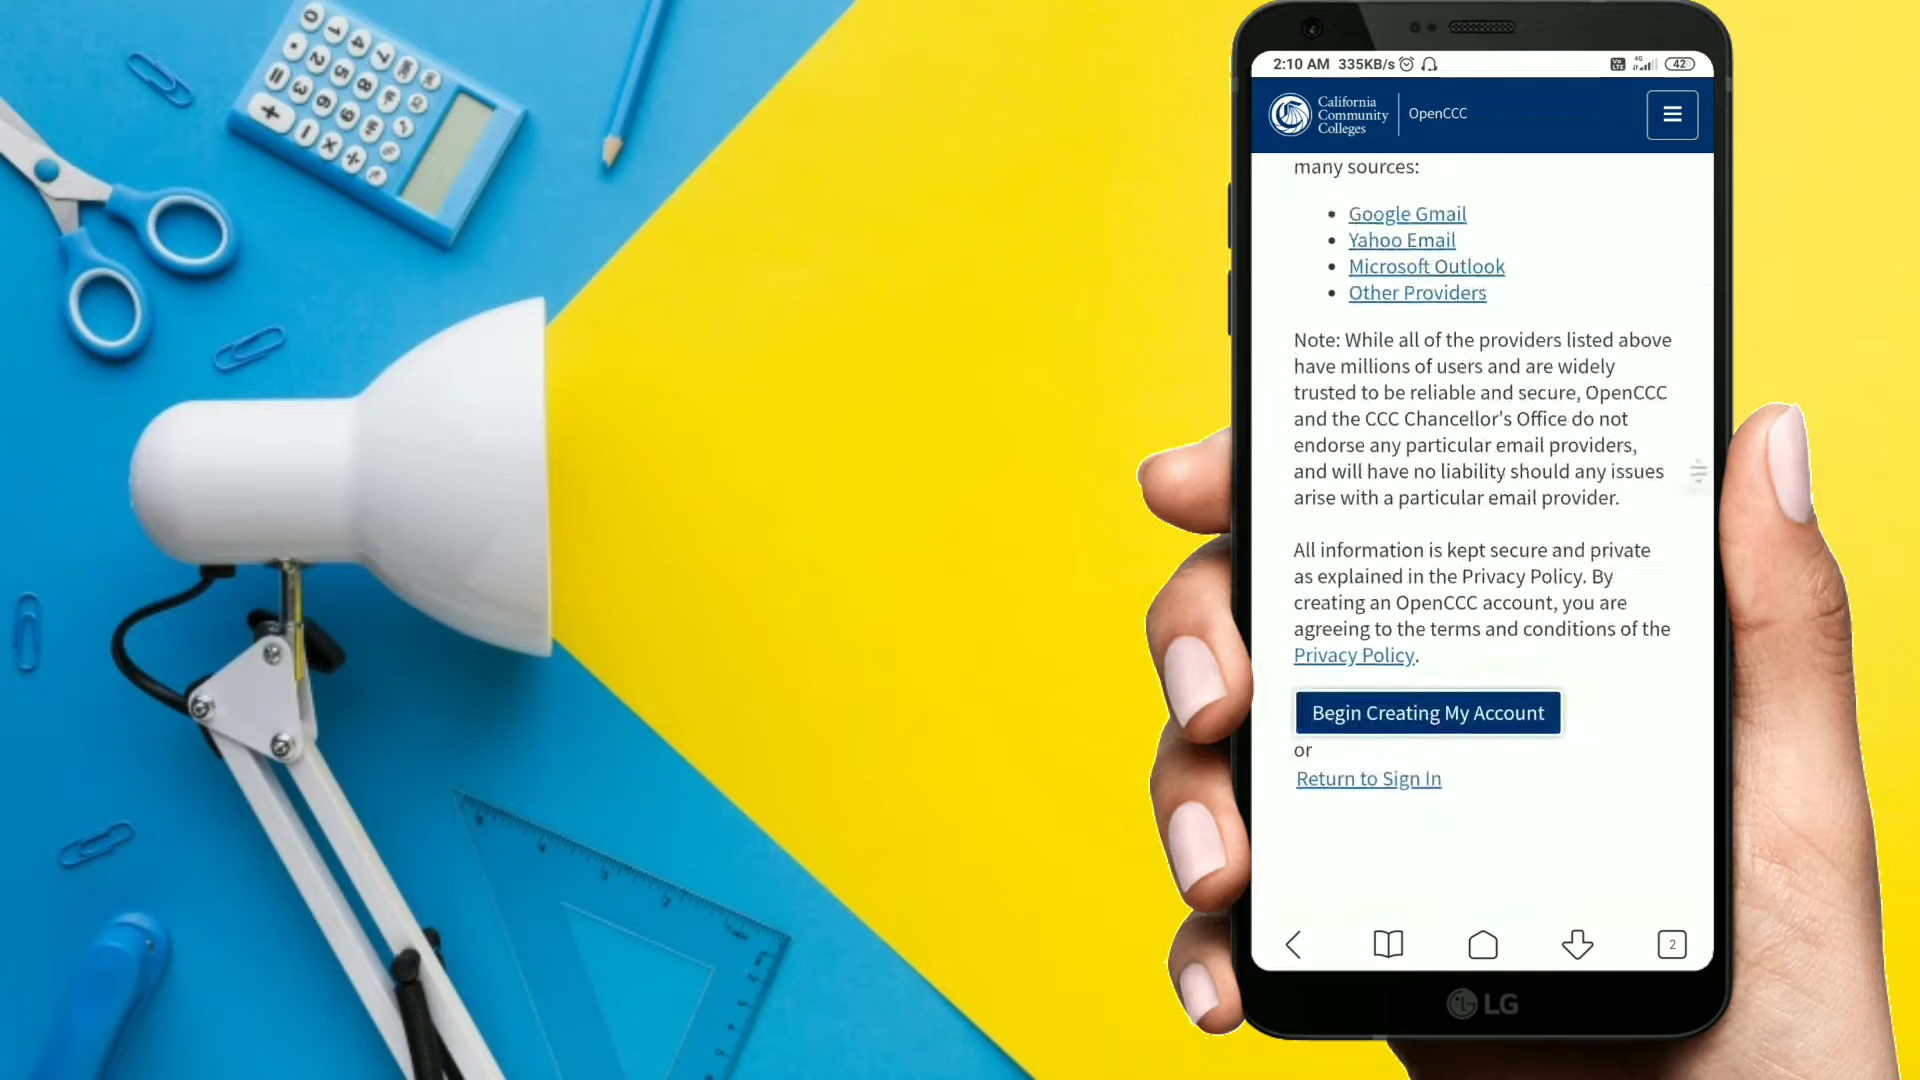 2:10 AM 335KB/s
Vo LTE 4G 42
California
Community
Colleges
OpenCCC
many sources:
• Google Gmail
• Yahoo Email
• Microsoft Outlook
• Other Providers
Note: While all of the providers listed above
have millions of users and are widely
trusted to be reliable and secure, OpenCCC
and the CCC Chancellor's Office do not
endorse any particular email providers,
and will have no liability should any issues
arise with a particular email provider.
All information is kept secure and private
as explained in the Privacy Policy. By
creating an OpenCCC account, you are
agreeing to the terms and conditions of the
Privacy Policy.
Begin Creating My Account
or
Return to Sign In
2
LG